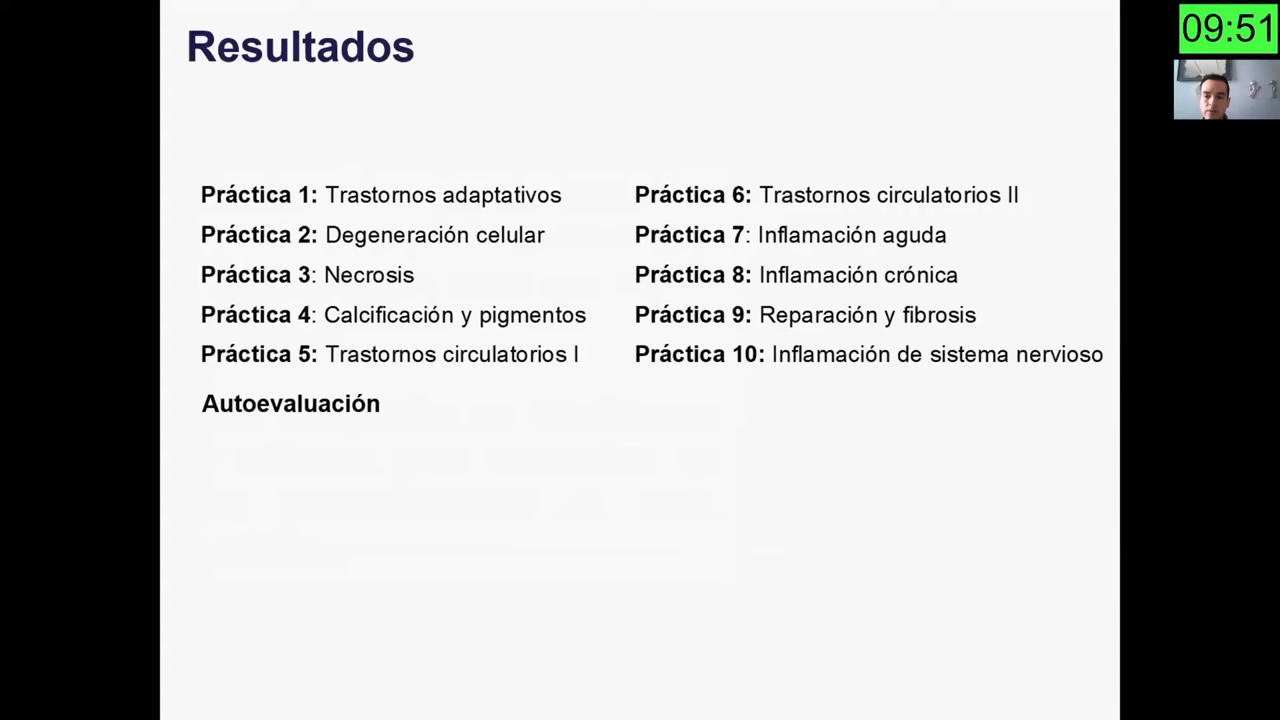 Resultados
09:51
Práctica 1: Trastornos adaptativos
Práctica 2: Degeneración celular
Práctica 3: Necrosis
Práctica 4: Calcificación y pigmentos
Práctica 5: Trastornos circulatorios I
Autoevaluación
Práctica 6: Trastornos circulatorios II
Práctica 7: Inflamación aguda
Práctica 8: Inflamación crónica
Práctica 9: Reparación y fibrosis
Práctica 10: Inflamación de sistema nervioso